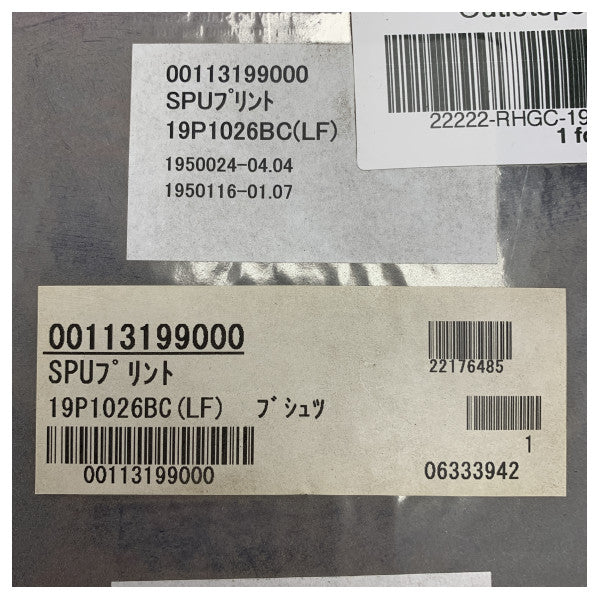 00113199000
SPUﾌﾟﾘﾝﾄ
19P1026BC(LF)
1950024-04.04
1950116-01.07
22222-RHGC-19
00113199000
SPUﾌﾟﾘﾝﾄ
22176485
19P1026BC(LF) ﾌﾞｼｭﾂ
1
00113199000
06333942